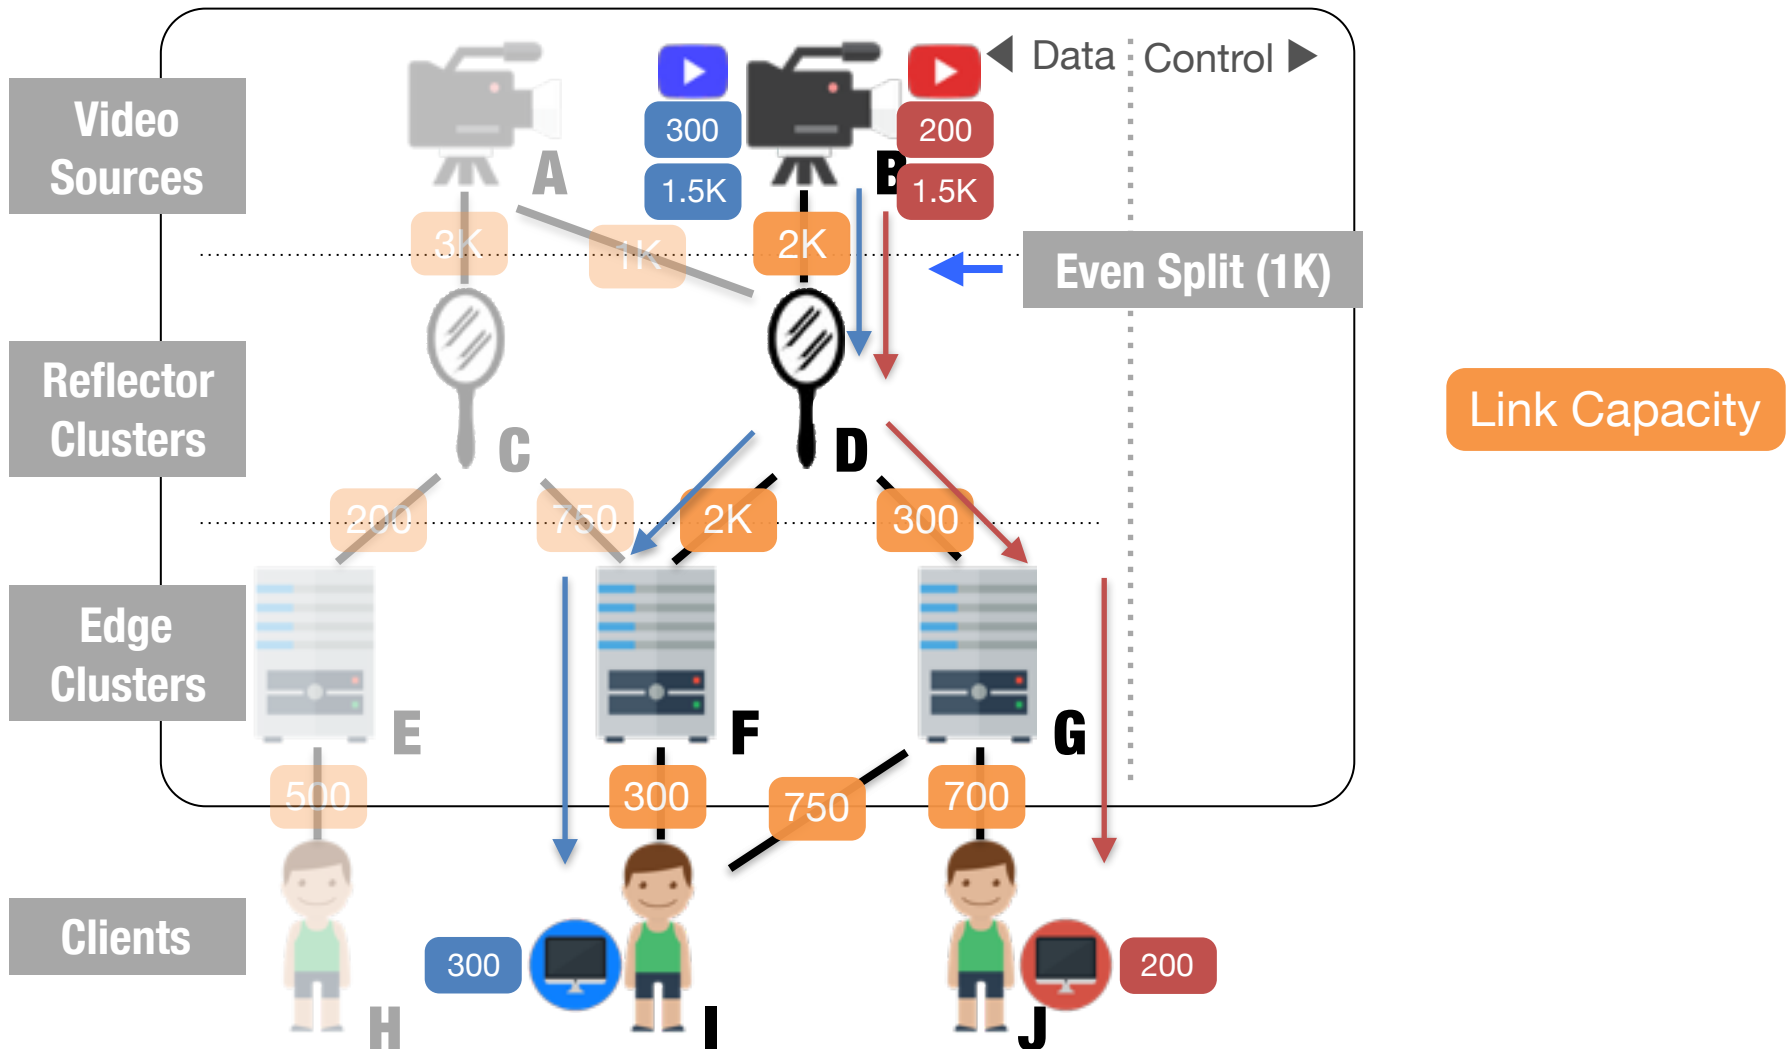 ◀ Data
Control ▶
Video
Sources
300
200
A
B
1.5K
1.5K
3K
1K
2K
Even Split (1K)
Reflector
Clusters
Link Capacity
C
D
200
750
2K
300
Edge
Clusters
E
F
G
500
300
750
700
Clients
300
200
H
I
J